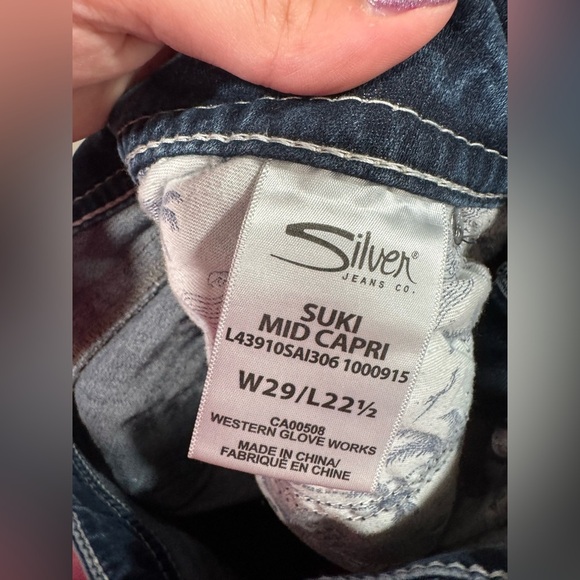 Silver®
JEANS CO.
SUKI
MID CAPRI
L43910SAI306 1000915
W29/L22½
CA00508
WESTERN GLOVE WORKS
MADE IN CHINA/
FABRIQUÉ EN CHINE